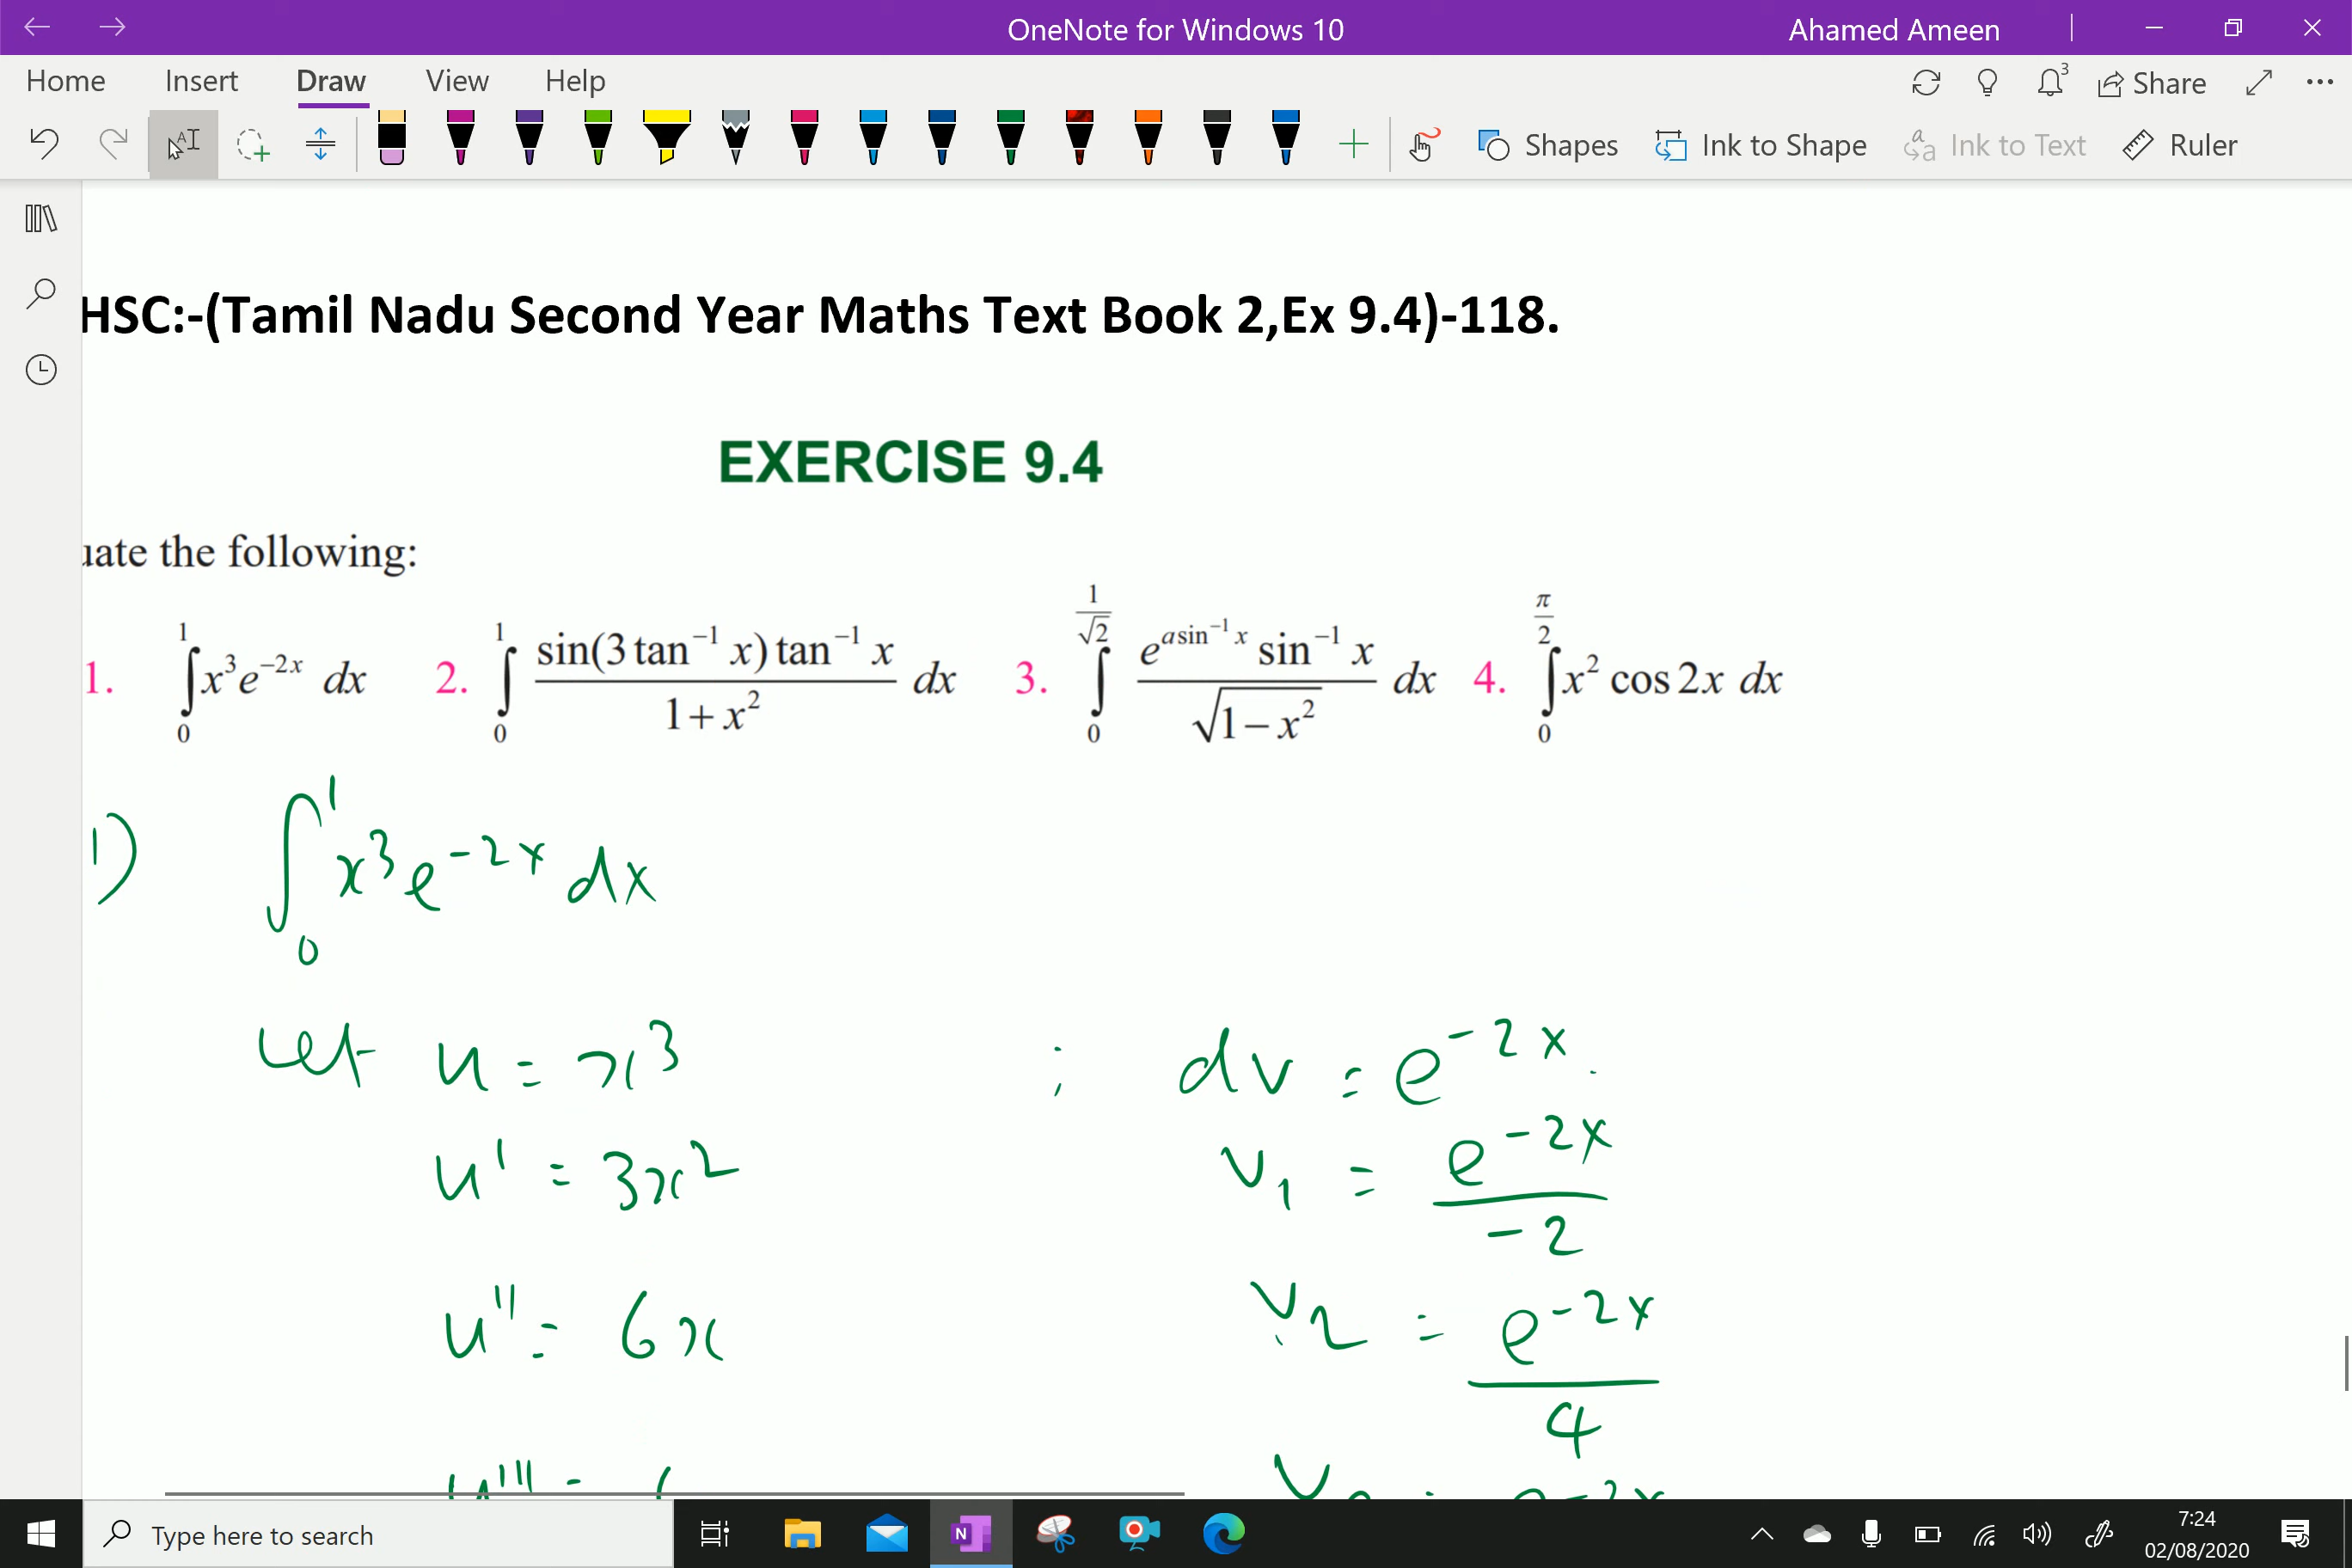 OneNote for Windows 10
Ahamed Ameen
Home Insert Draw View Help
3
Share
Shapes Ink to Shape Ink to Text Ruler
HSC:-(Tamil Nadu Second Year Maths Text Book 2,Ex 9.4)-118.
EXERCISE 9.4
uate the following:
1. ∫₀¹ x³e⁻²ˣ dx 2. ∫₀¹ sin(3 tan⁻¹ x) tan⁻¹ x / 1+x² dx 3. ∫₀^(1/√2) e^(a sin⁻¹ x) sin⁻¹ x / √(1−x²) dx 4. ∫₀^(π/2) x² cos 2x dx
1) ∫₀¹ x³e⁻²ˣ dx
Let u = x³ ; dv = e⁻²ˣ.
u' = 3x² v₁ = e⁻²ˣ / -2
u'' = 6x v₂ = e⁻²ˣ / 4
u''' =
Type here to search
N
7:24
02/08/2020